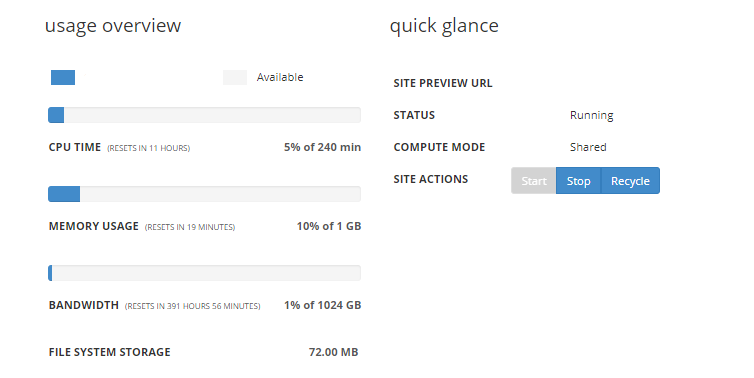 usage overview
Available
CPU TIME (RESETS IN 11 HOURS) 5% of 240 min
MEMORY USAGE (RESETS IN 19 MINUTES) 10% of 1 GB
BANDWIDTH (RESETS IN 391 HOURS 56 MINUTES) 1% of 1024 GB
FILE SYSTEM STORAGE 72.00 MB
quick glance
SITE PREVIEW URL
STATUS Running
COMPUTE MODE Shared
SITE ACTIONS Start Stop Recycle